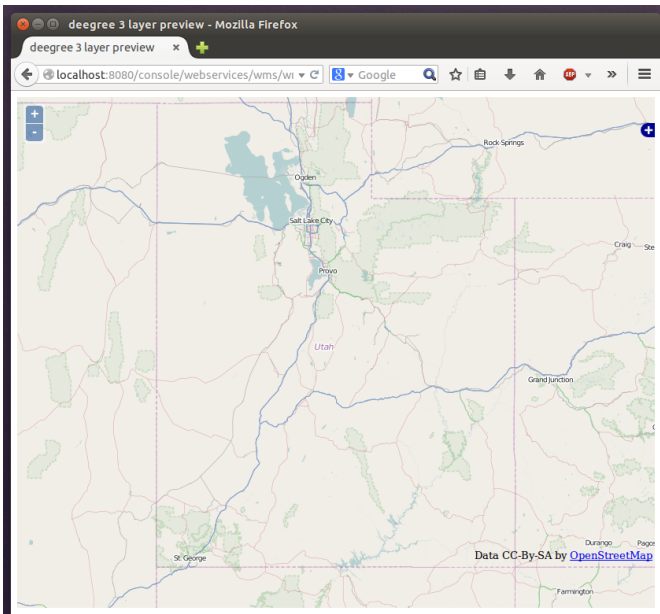 deegree 3 layer preview - Mozilla Firefox
deegree 3 layer preview ×
localhost:8080/console/webservices/wms/
Google
ABP
+
-
Rock Springs
Ogden
Salt Lake City
Craig
Provo
Utah
Grand Junction
Durango
St. George
Data CC-By-SA by OpenStreetMap
Farmington